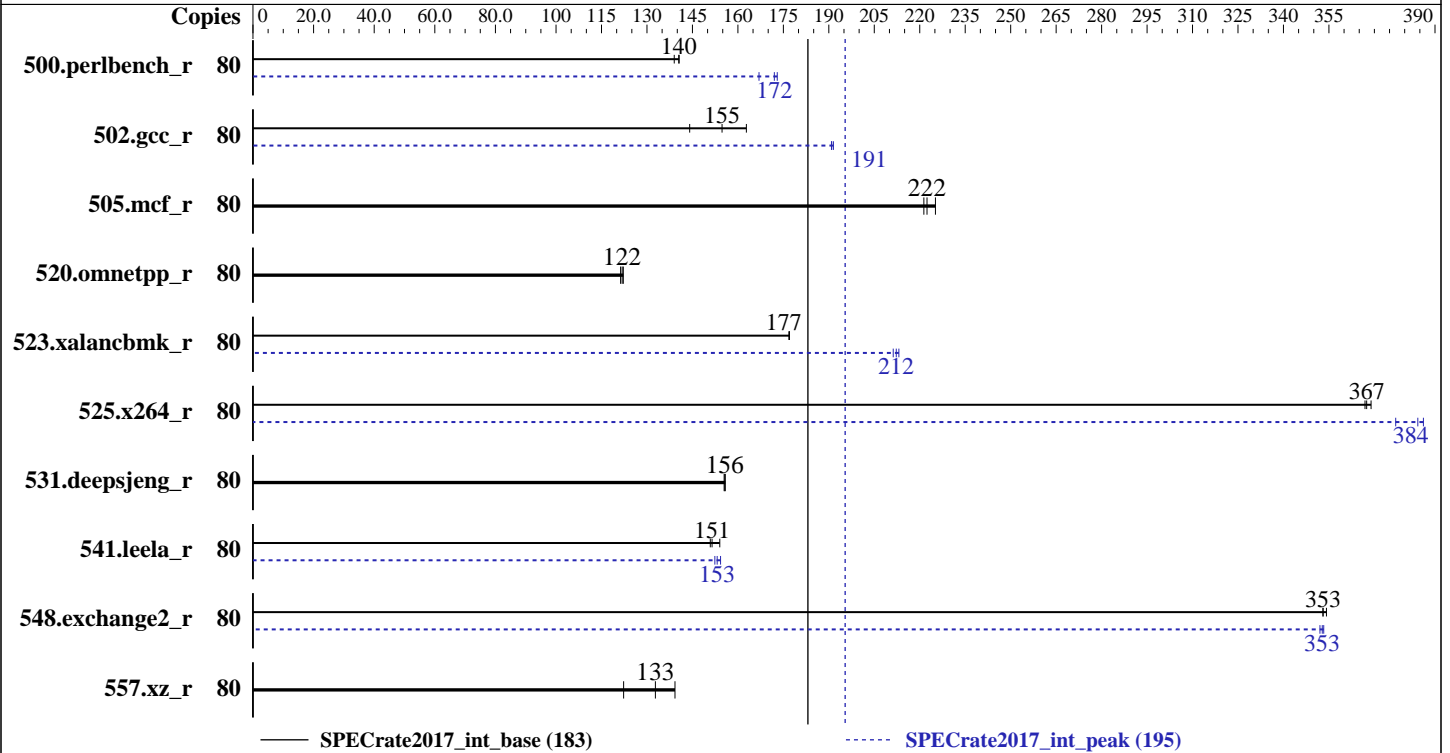 Copies 0 20.0 40.0 60.0 80.0 100 115 130 145 160 175 190 205 220 235 250 265 280 295 310 325 340 355 390
140
500.perlbench_r 80
172
155
502.gcc_r 80
191
222
505.mcf_r 80
122
520.omnetpp_r 80
177
523.xalancbmk_r 80
212
367
525.x264_r 80
384
156
531.deepsjeng_r 80
151
541.leela_r 80
153
353
548.exchange2_r 80
353
133
557.xz_r 80
SPECrate2017_int_base (183) SPECrate2017_int_peak (195)